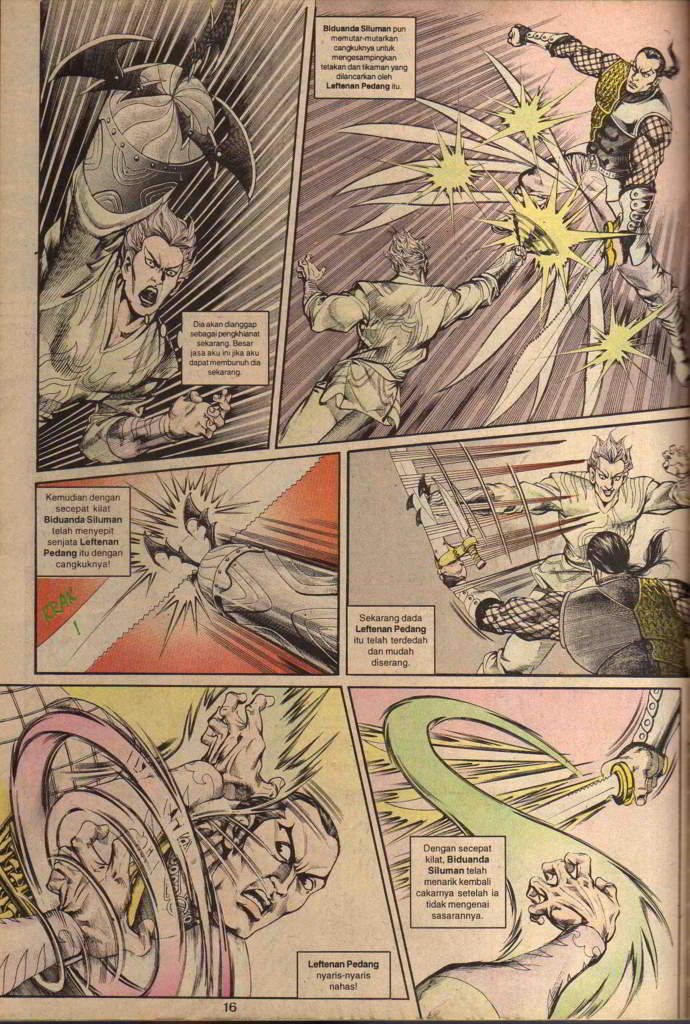 Dia akan dianggap
sebagai pengkhianat
sekarang. Besar
jasa aku ini jika aku
dapat membunuh dia
sekarang.
Biduanda Siluman pun
memutar-mutarkan
cangkuknya untuk
mengesampingkan
tetakan dan tikaman yang
dilancarkan oleh
Leftenan Pedang itu.
Kemudian dengan
secepat kilat
Biduanda Siluman
telah menyepit
senjata Leftenan
Pedang itu dengan
cangkuknya!
KRAK
!
Sekarang dada
Leftenan Pedang
itu telah terdedah
dan mudah
diserang.
Leftenan Pedang
nyaris-nyaris
nahas!
Dengan secepat
kilat, Biduanda
Siluman telah
menarik kembali
cakarnya setelah ia
tidak mengenai
sasarannya.
16